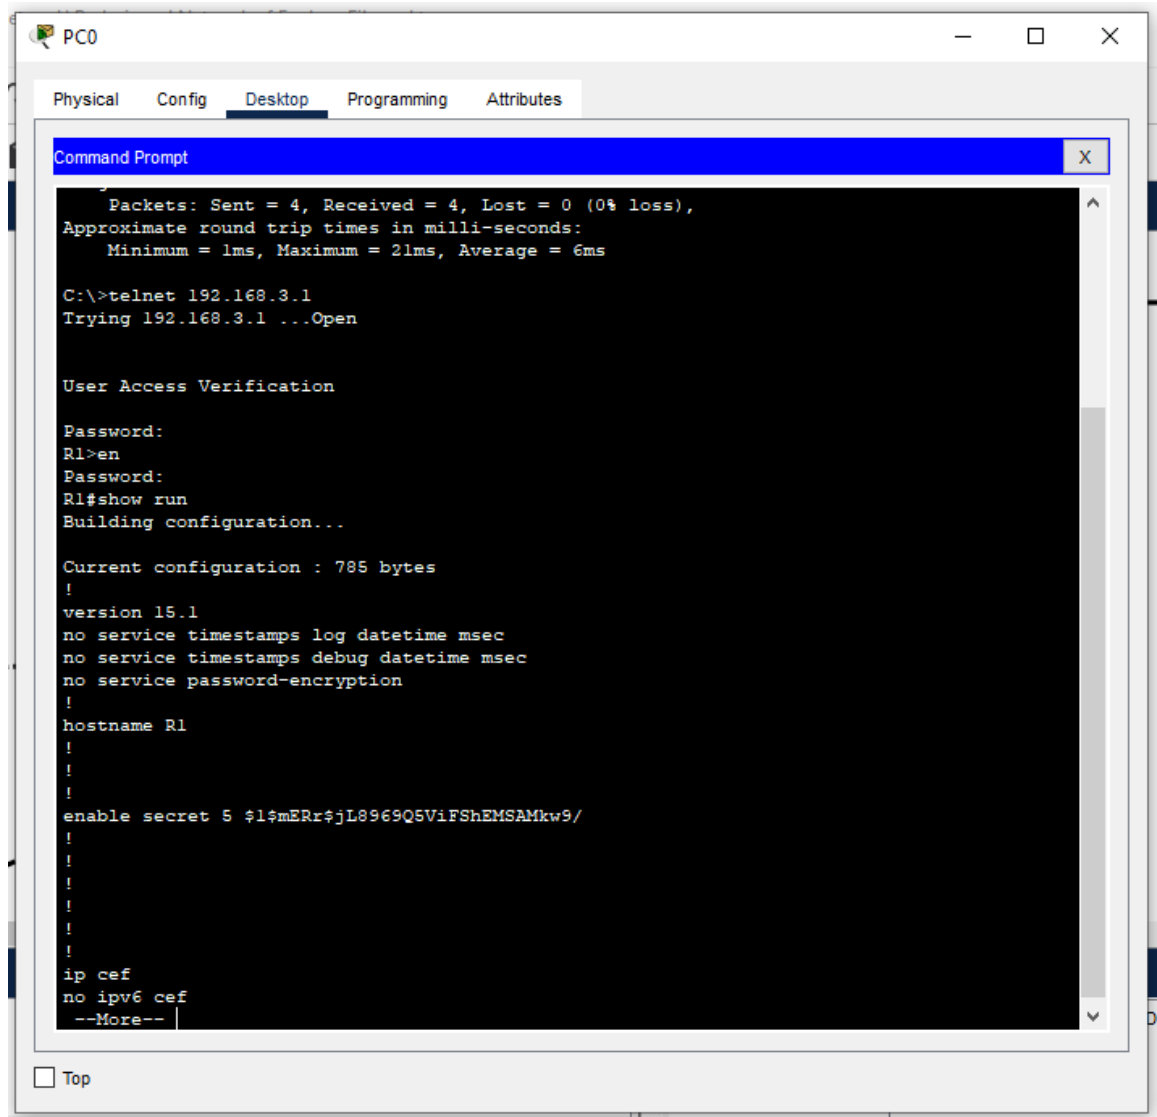 PC0
Physical Config Desktop Programming Attributes
Command Prompt
X
Packets: Sent = 4, Received = 4, Lost = 0 (0% loss),
Approximate round trip times in milli-seconds:
Minimum = 1ms, Maximum = 21ms, Average = 6ms
C:\>telnet 192.168.3.1
Trying 192.168.3.1 ...Open
User Access Verification
Password:
R1>en
Password:
R1#show run
Building configuration...
Current configuration : 785 bytes
!
version 15.1
no service timestamps log datetime msec
no service timestamps debug datetime msec
no service password-encryption
!
hostname R1
!
!
!
enable secret 5 $1$mERr$jL8969Q5ViFShEMSAMkw9/
!
!
!
!
!
!
ip cef
no ipv6 cef
--More--
Top